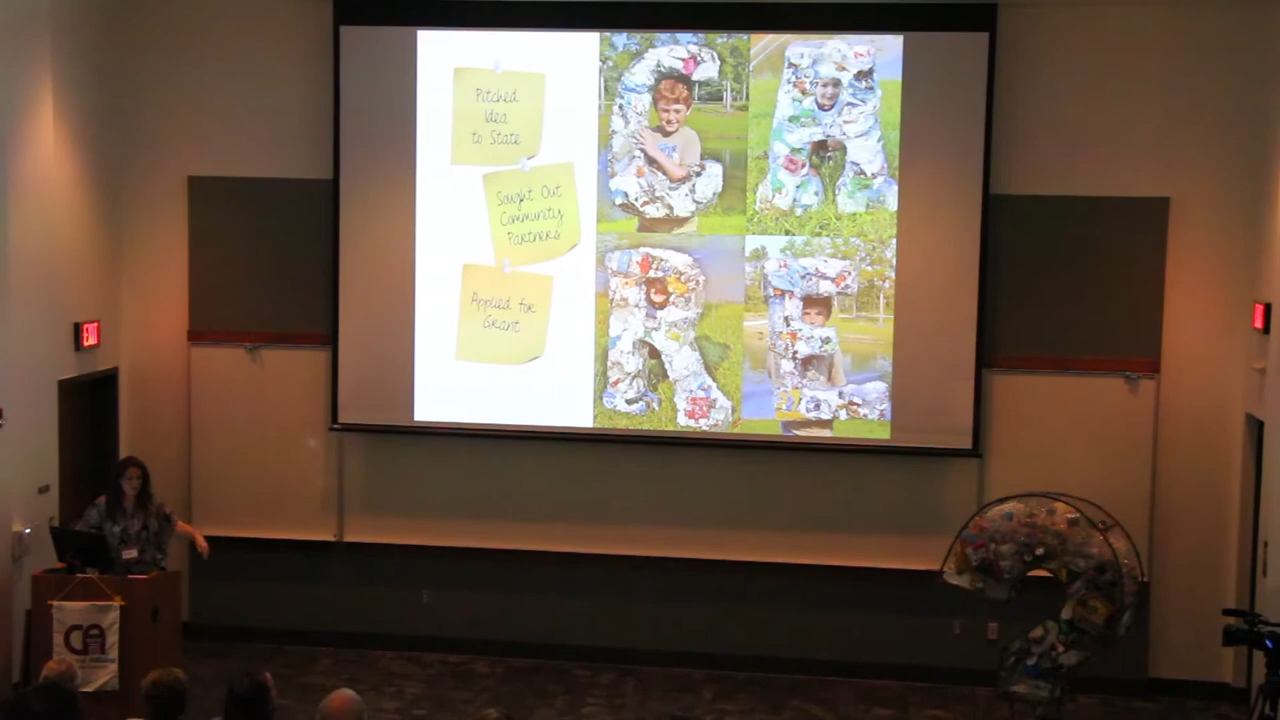 Pitched
Idea
to State
Sought Out
Community
Partners
Applied for
Grant
C A R E
EXIT
CA